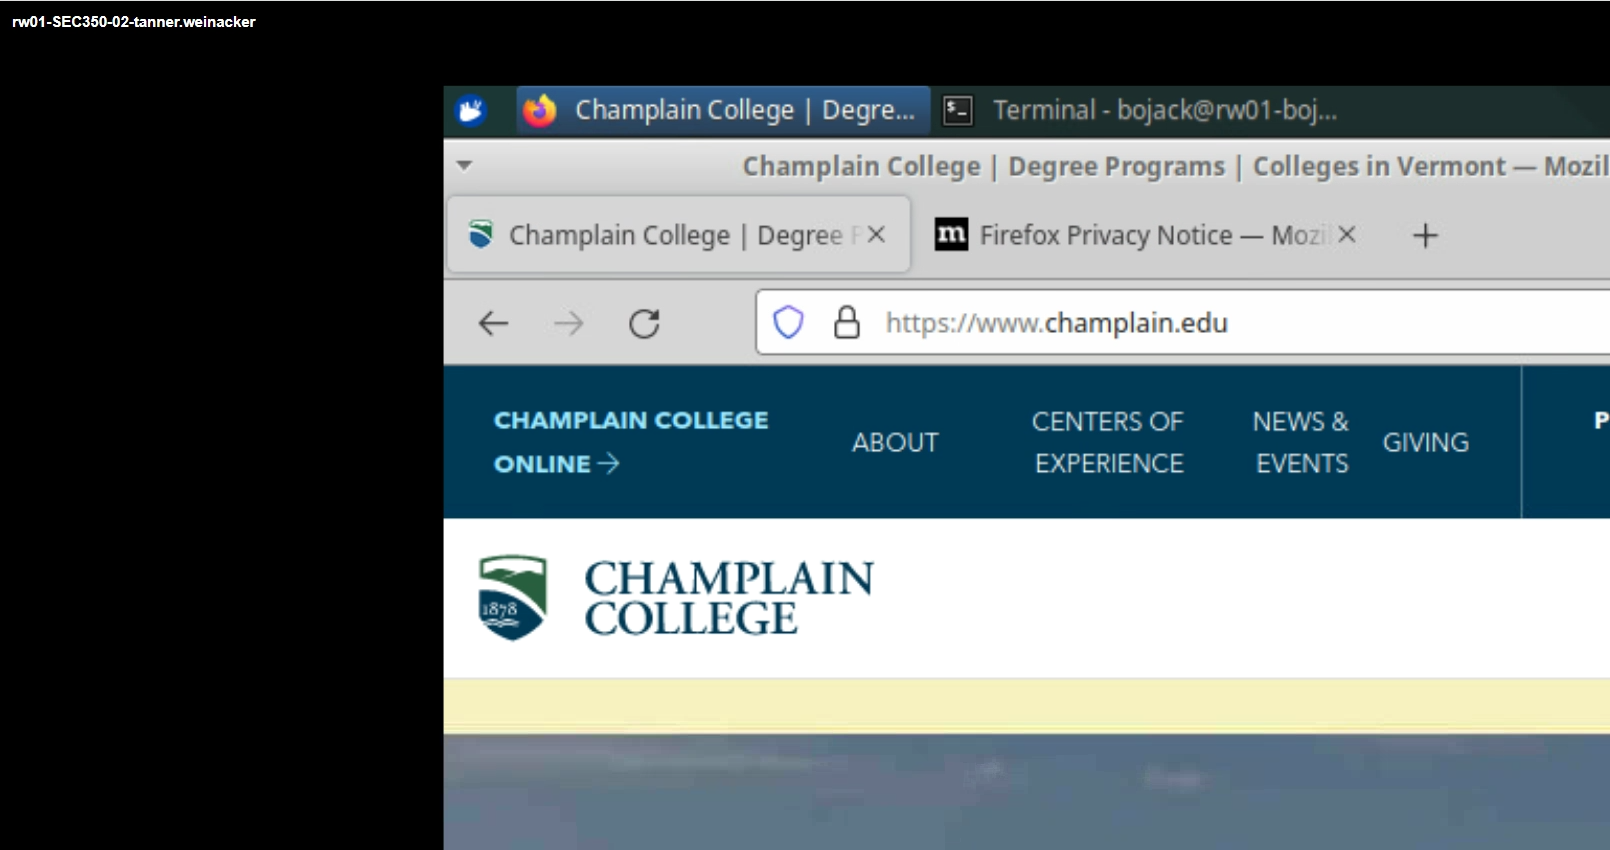 rw01-SEC350-02-tanner.weinacker
Champlain College | Degre...
Terminal - bojack@rw01-boj...
Champlain College | Degree Programs | Colleges in Vermont — Mozil
Champlain College | Degree P
m
Firefox Privacy Notice — Mozil
https://www.champlain.edu
CHAMPLAIN COLLEGE
ONLINE →
ABOUT
CENTERS OF
EXPERIENCE
NEWS &
EVENTS
GIVING
P
1878
CHAMPLAIN
COLLEGE